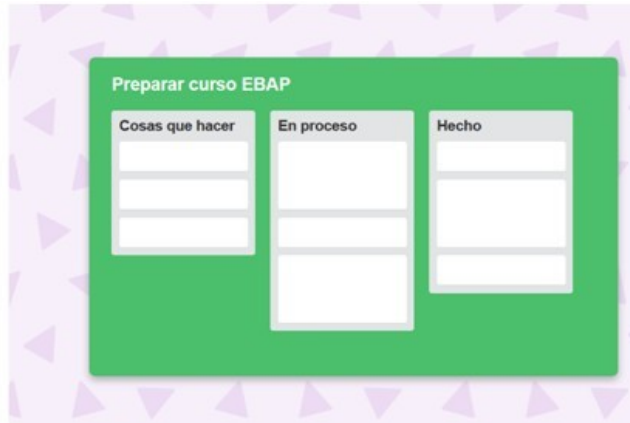 Preparar curso EBAP
Cosas que hacer
En proceso
Hecho